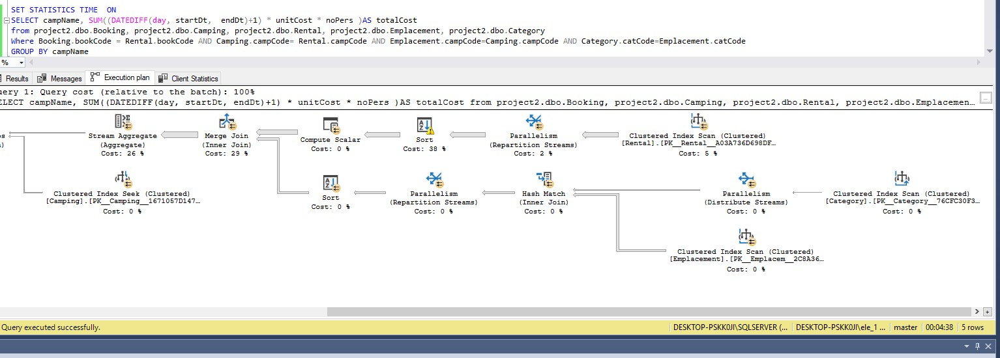 SET STATISTICS TIME  ON
SELECT campName, SUM((DATEDIFF(day, startDt,  endDt)+1) * unitCost * noPers )AS totalCost
from project2.dbo.Booking, project2.dbo.Camping, project2.dbo.Rental, project2.dbo.Emplacement, project2.dbo.Category
Where Booking.bookCode = Rental.bookCode AND Camping.campCode= Rental.campCode AND Emplacement.campCode=Camping.campCode AND Category.catCode=Emplacement.catCode
GROUP BY campName
%
Results Messages Execution plan Client Statistics
uery 1: Query cost (relative to the batch): 100%
ELECT campName, SUM((DATEDIFF(day, startDt, endDt)+1) * unitCost * noPers )AS totalCost from project2.dbo.Booking, project2.dbo.Camping, project2.dbo.Rental, project2.dbo.Emplacemen...
Stream Aggregate
(Aggregate)
Cost: 26 %
Merge Join
(Inner Join)
Cost: 29 %
Compute Scalar
Cost: 0 %
Sort
Cost: 38 %
Parallelism
(Repartition Streams)
Cost: 2 %
Clustered Index Scan (Clustered)
[Rental].[PK__Rental__A03A736D698DF...
Cost: 5 %
Clustered Index Seek (Clustered)
[Camping].[PK__Camping__1671057D147...
Cost: 0 %
Sort
Cost: 0 %
Parallelism
(Repartition Streams)
Cost: 0 %
Hash Match
(Inner Join)
Cost: 0 %
Parallelism
(Distribute Streams)
Cost: 0 %
Clustered Index Scan (Clustered)
[Category].[PK__Category__76CFC30F3...
Cost: 0 %
Clustered Index Scan (Clustered)
[Emplacement].[PK__Emplacem__2C8A36...
Cost: 0 %
Query executed successfully.
DESKTOP-PSKK0JI\SQLSERVER (... DESKTOP-PSKK0JI\ele_1 ... master 00:04:38 5 rows